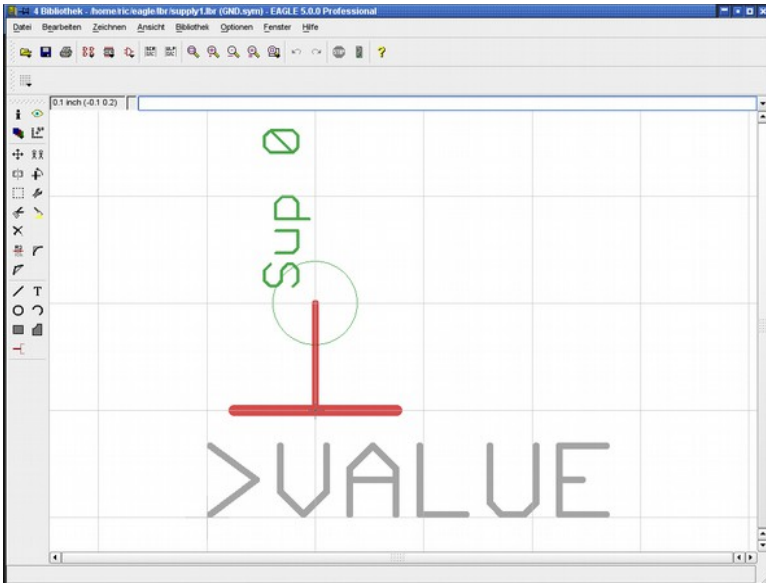 4 Bibliothek - /home/ric/eagle/lbr/supply1.lbr (GND.sym) - EAGLE 5.0.0 Professional
Datei Bearbeiten Zeichnen Ansicht Bibliothek Optionen Fenster Hilfe
0.1 inch (-0.1 0.2)
Sup 0
>VALUE